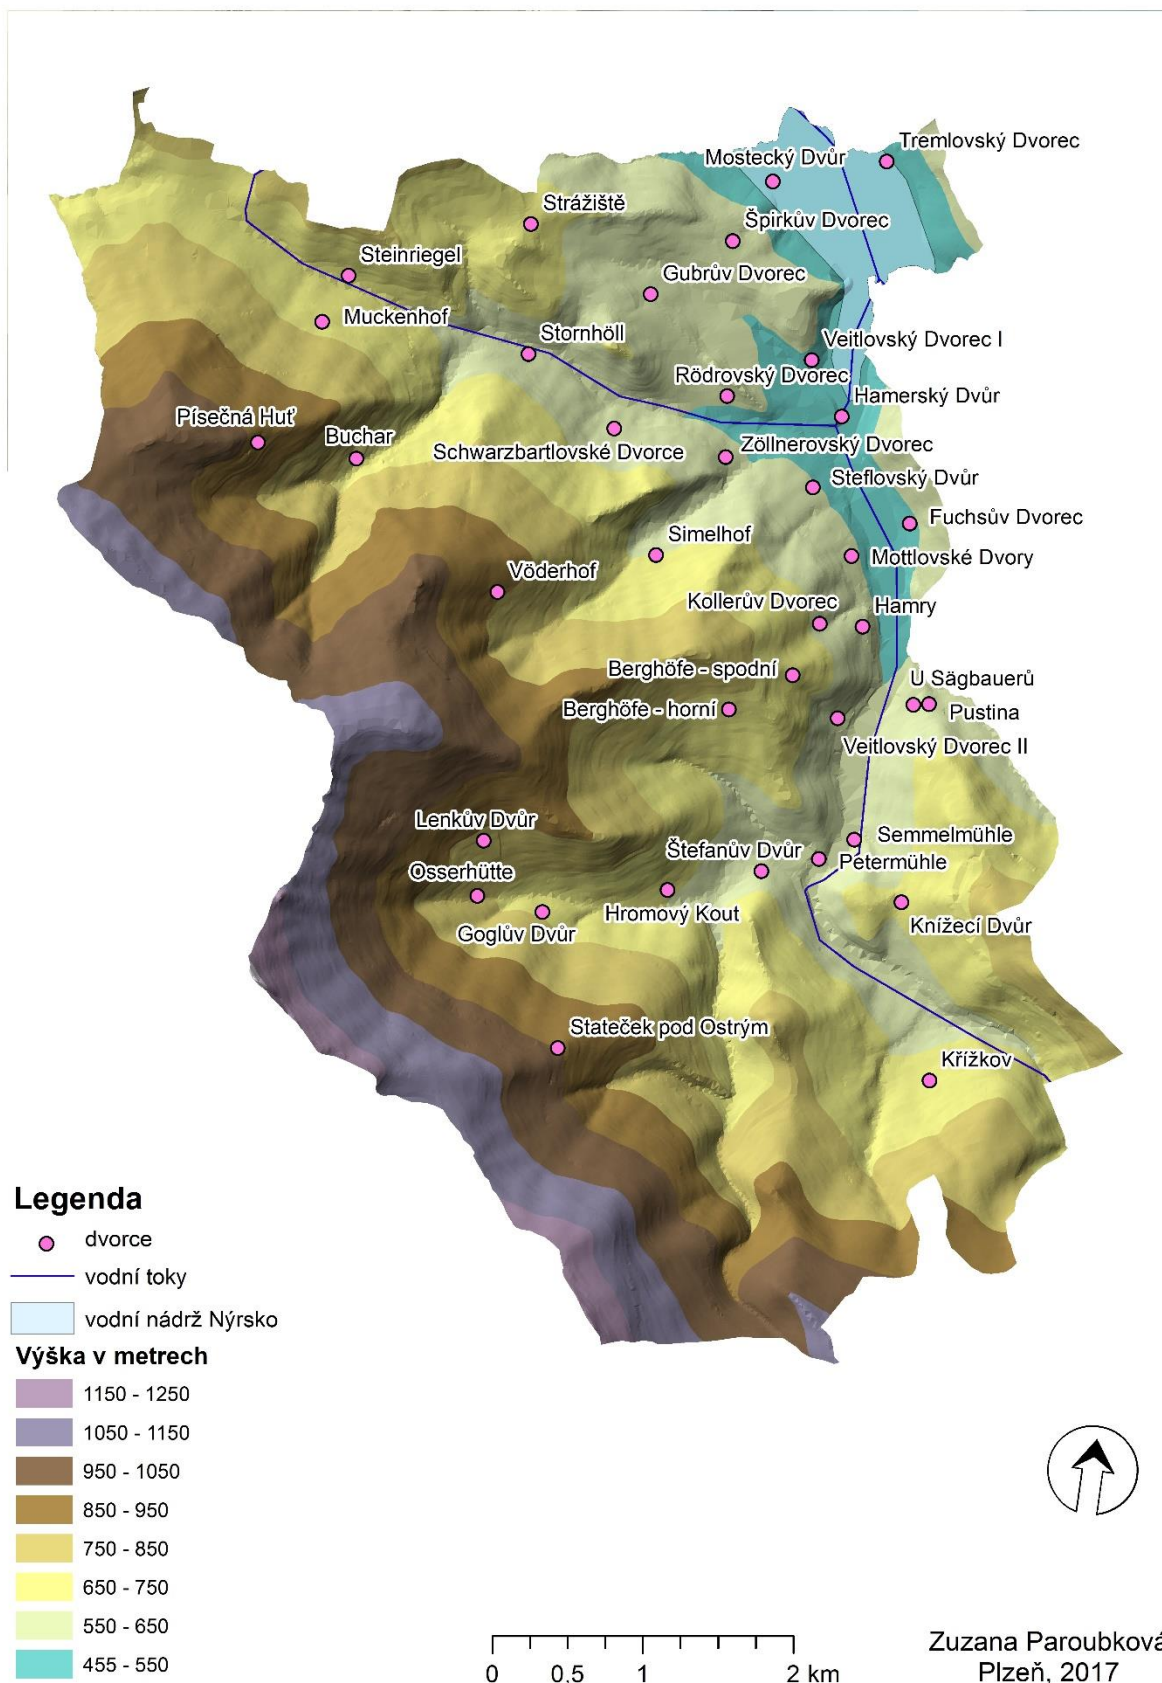 Tremlovský Dvorec
Mostecký Dvůr
Strážiště
Špirkův Dvorec
Steinriegel
Gubrův Dvorec
Muckenhof
Stornhöll
Veitlovský Dvorec I
Rödrovský Dvorec
Hamerský Dvůr
Písečná Huť
Buchar
Schwarzbartlovské Dvorce
Zöllnerovský Dvorec
Steflovský Dvůr
Fuchsův Dvorec
Simelhof
Mottlovské Dvory
Vöderhof
Kollerův Dvorec
Hamry
Berghöfe - spodní
U Sägbauerů
Berghöfe - horní
Pustina
Veitlovský Dvorec II
Lenkův Dvůr
Semmelmühle
Štefanův Dvůr
Petermühle
Osserhütte
Hromový Kout
Goglův Dvůr
Knížecí Dvůr
Stateček pod Ostrým
Křížkov
Legenda
dvorce
vodní toky
vodní nádrž Nýrsko
Výška v metrech
1150 - 1250
1050 - 1150
950 - 1050
850 - 950
750 - 850
650 - 750
550 - 650
455 - 550
0 0,5 1 2 km
Zuzana Paroubková
Plzeň, 2017